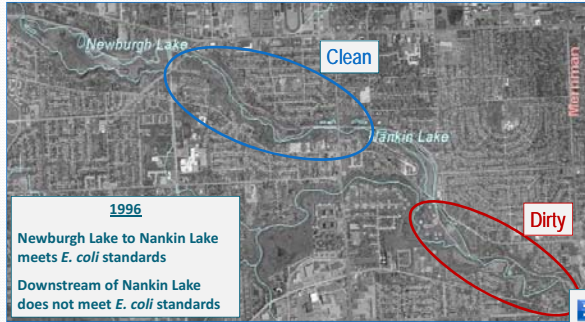 Newburgh Lake
Clean
Nankin Lake
Merriman
Dirty
1996
Newburgh Lake to Nankin Lake
meets E. coli standards
Downstream of Nankin Lake
does not meet E. coli standards